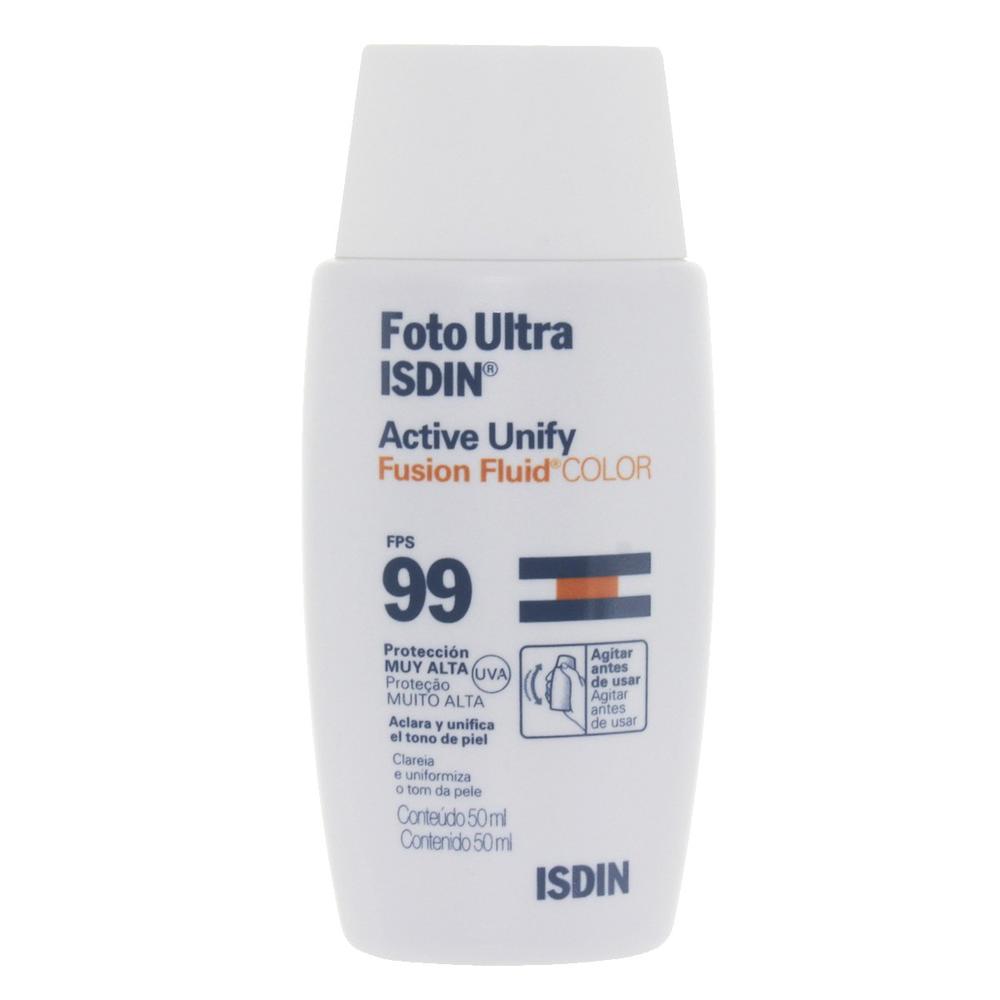 Foto Ultra
ISDIN®
Active Unify
Fusion Fluid® COLOR
FPS
99
Protección
MUY ALTA
Proteção
MUITO ALTA
UVA
Agitar
antes
de usar
Agitar
antes
de usar
Aclara y unifica
el tono de piel
Clareia
e uniformiza
o tom da pele
Conteúdo 50 ml
Contenido 50 ml
ISDIN